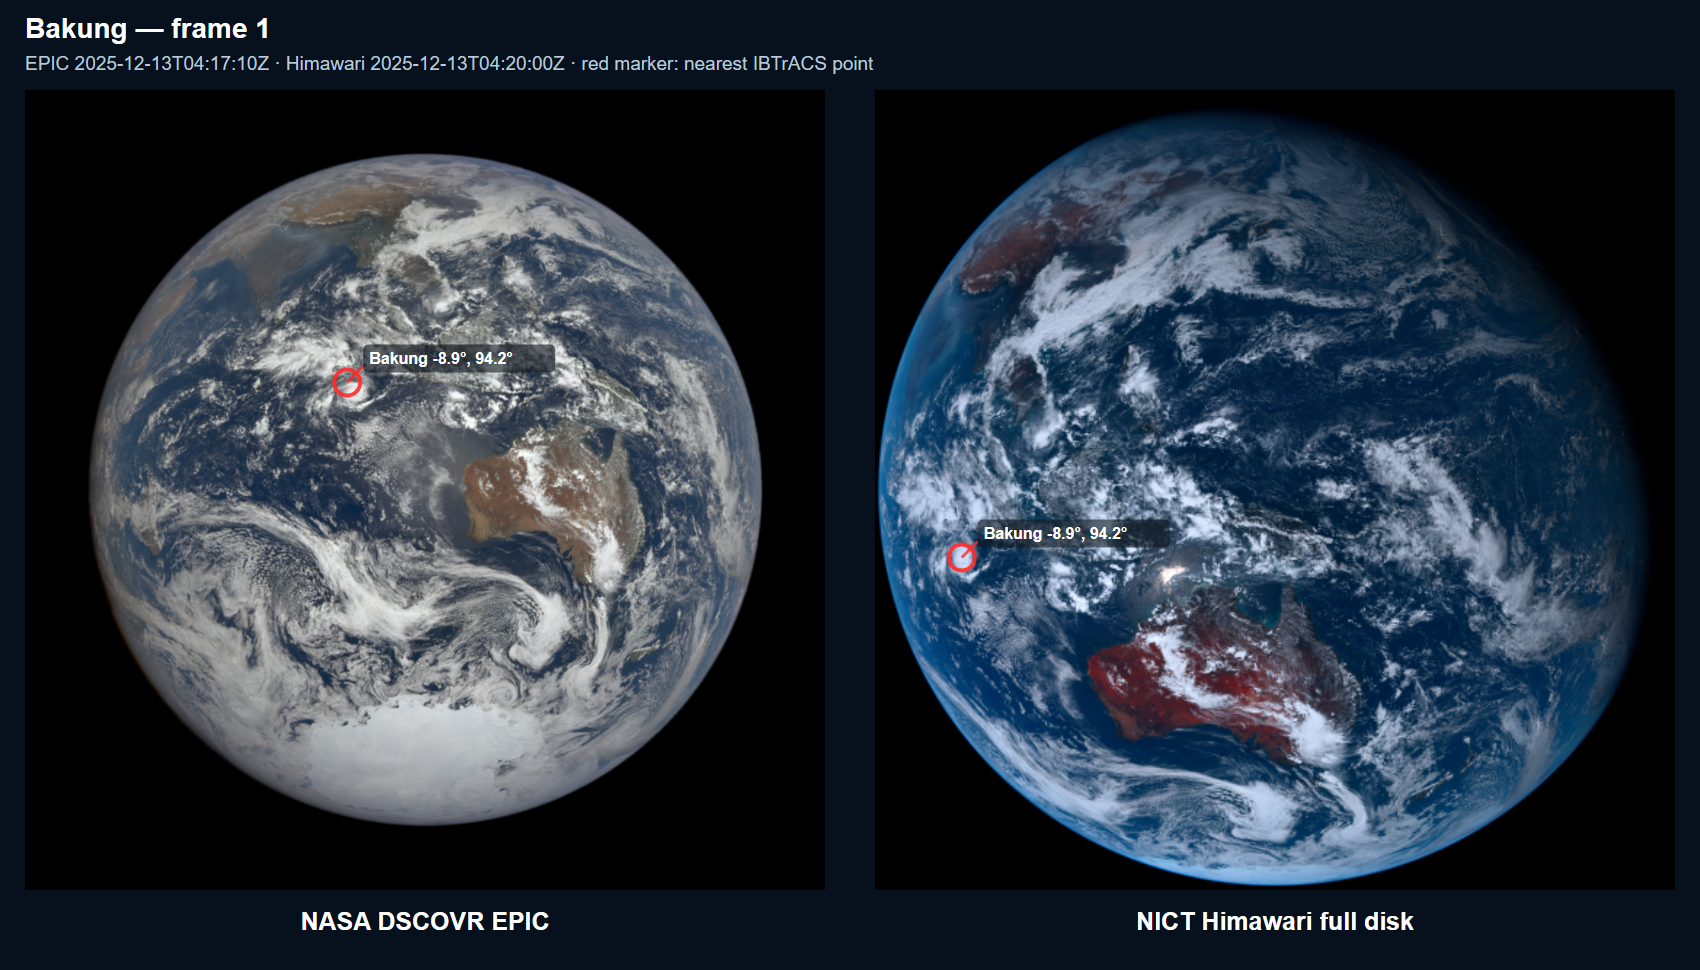 Bakung — frame 1
EPIC 2025-12-13T04:17:10Z · Himawari 2025-12-13T04:20:00Z · red marker: nearest IBTrACS point
Bakung -8.9°, 94.2°
Bakung -8.9°, 94.2°
NASA DSCOVR EPIC
NICT Himawari full disk